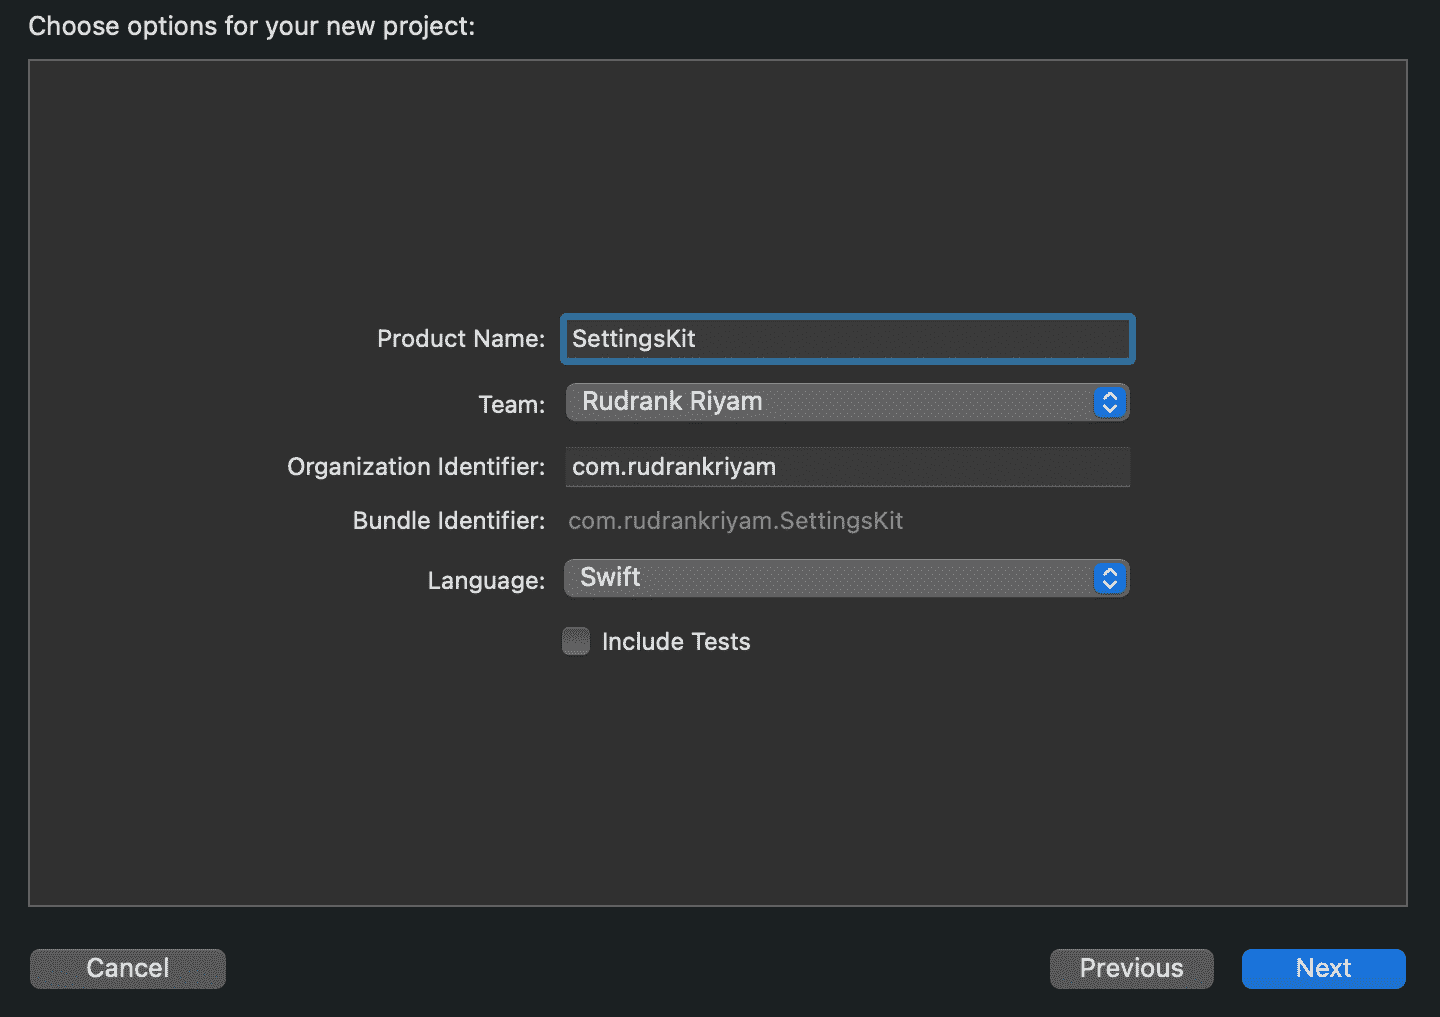 Choose options for your new project:
Product Name: SettingsKit
Team: Rudrank Riyam
Organization Identifier: com.rudrankriyam
Bundle Identifier: com.rudrankriyam.SettingsKit
Language: Swift
Include Tests
Cancel Previous Next